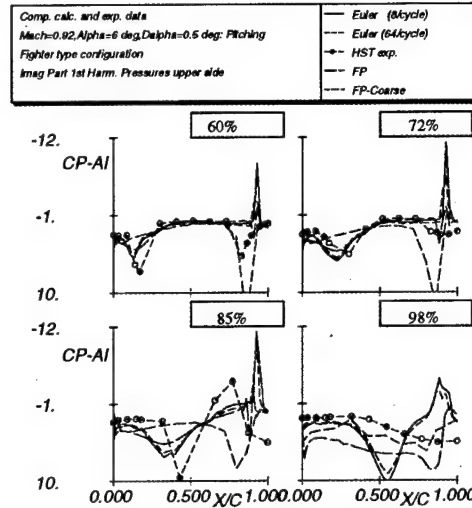 Comp. calc. and exp. data
Mach=0.92,Alpha=6 deg,Dalpha=0.5 deg: Pitching
Fighter type configuration
Imag Part 1st Harm. Pressures upper side
Euler (8/cycle)
Euler (64/cycle)
HST exp.
FP
FP-Coarse
60%
72%
-12.
CP-AI
-1.
10.
85%
98%
-12.
CP-AI
-1.
10.
0.000 0.500 X/C 1.000
0.000 0.500 X/C 1.000